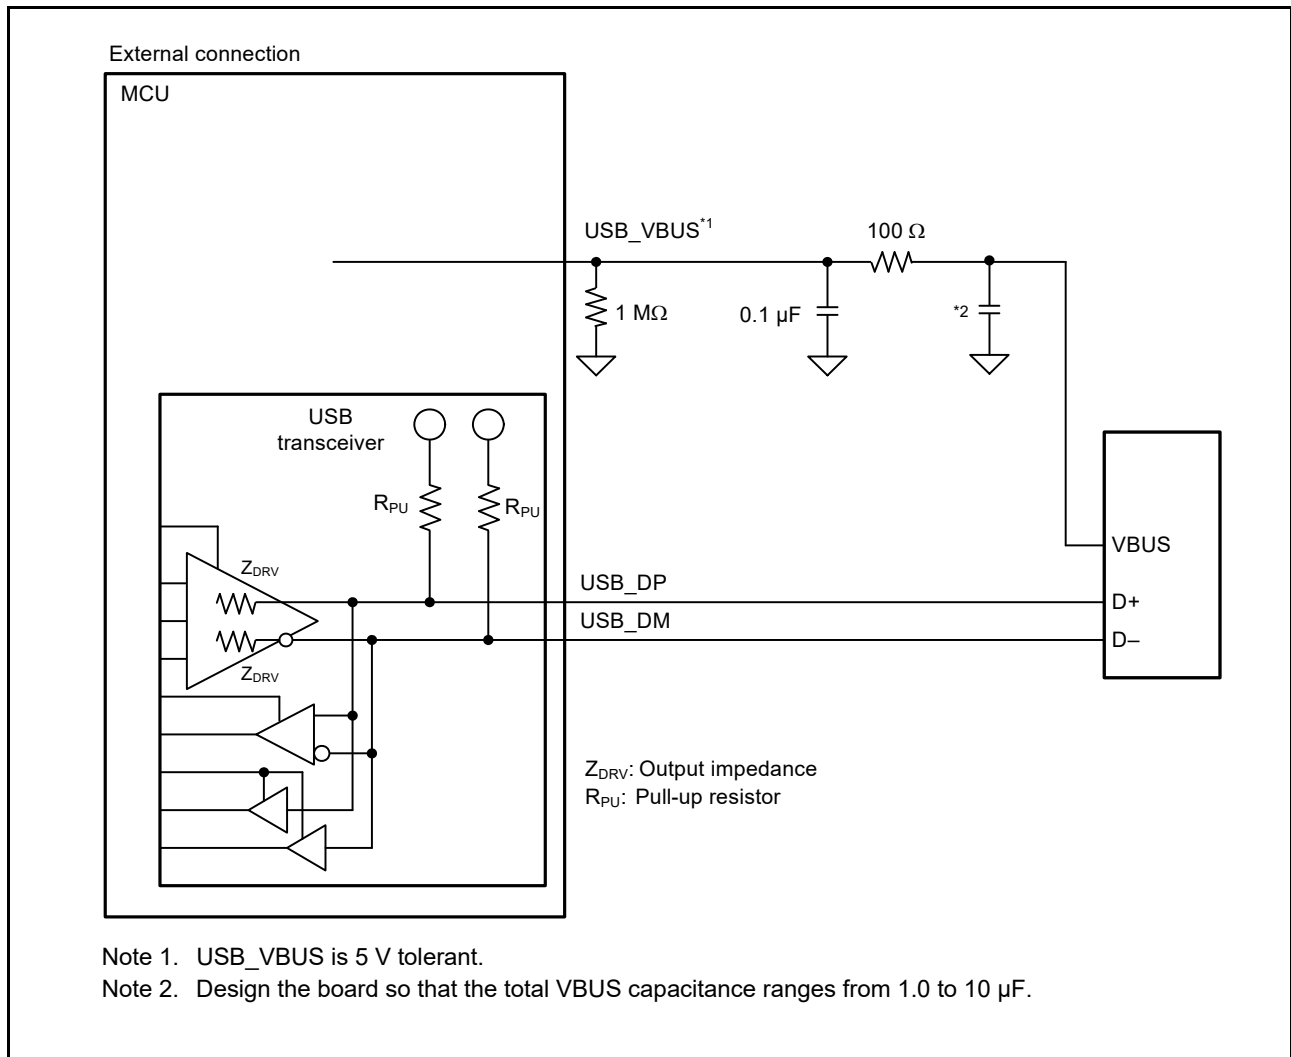 External connection
MCU
USB_VBUS*1
100 Ω
1 MΩ
0.1 µF
*2
USB
transceiver
RPU
RPU
VBUS
ZDRV
USB_DP
D+
USB_DM
D–
ZDRV
ZDRV: Output impedance
RPU: Pull-up resistor
Note 1. USB_VBUS is 5 V tolerant.
Note 2. Design the board so that the total VBUS capacitance ranges from 1.0 to 10 µF.